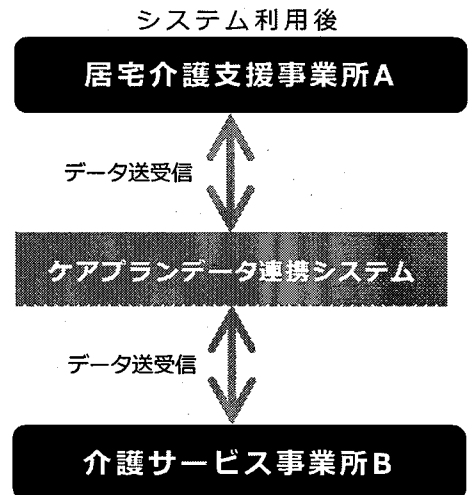 システム利用後
居宅介護支援事業所A
データ送受信
ケアプランデータ連携システム
データ送受信
介護サービス事業所B